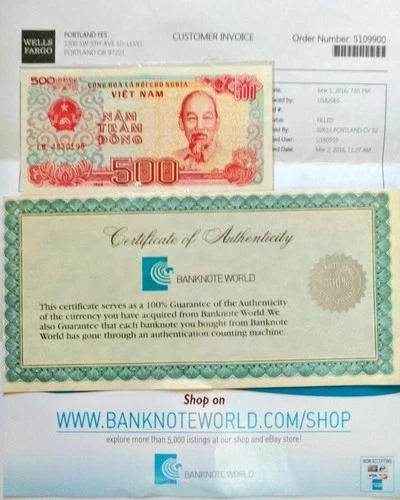 WELLS
FARGO
PORTLAND FES
1300 SW 5TH AVE SD-LEVEL
PORTLAND OR 97201
CUSTOMER INVOICE
Order Number: 5109900
Mar 1, 2016, 7:01 PM
FILLED
Mar 2, 2016, 11:27 AM
500
CỘNG HÒA XÃ HỘI CHỦ NGHĨA
VIỆT NAM
500
NĂM
TRĂM
ĐỒNG
500
Certificate of Authenticity
BANKNOTE WORLD
100%
This certificate serves as a 100% Guarantee of the Authenticity
of the currency you have acquired from Banknote World. We
also Guarantee that each banknote you bought from Banknote
World has gone through an authentication counting machine.
Shop on
WWW.BANKNOTEWORLD.COM/SHOP
explore more than 5,000 listings at our shop and eBay store!
BANKNOTE WORLD
NOW ACCEPTING